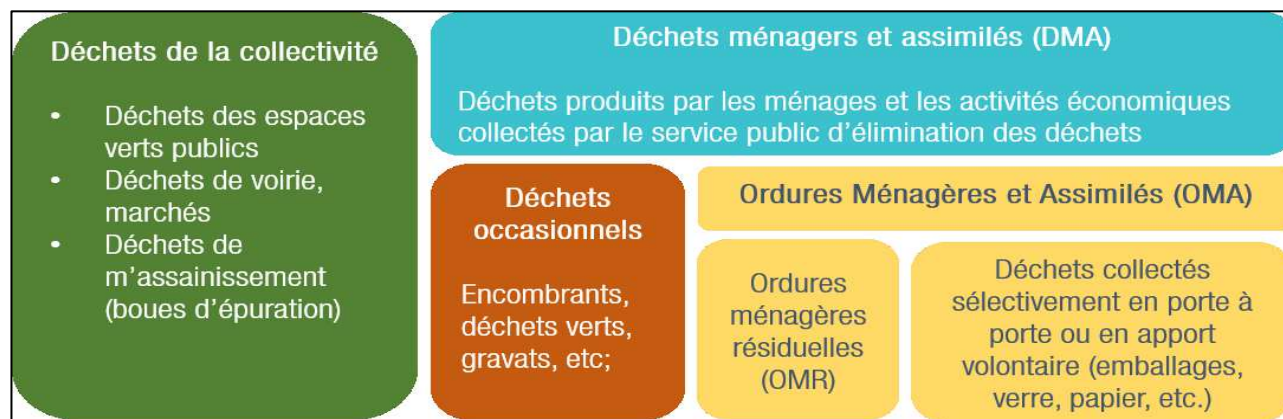 Déchets de la collectivité
• Déchets des espaces
verts publics
• Déchets de voirie,
marchés
• Déchets de
m'assainissement
(boues d'épuration)
Déchets ménagers et assimilés (DMA)
Déchets produits par les ménages et les activités économiques
collectés par le service public d'élimination des déchets
Déchets
occasionnels
Encombrants,
déchets verts,
gravats, etc;
Ordures Ménagères et Assimilés (OMA)
Ordures
ménagères
résiduelles
(OMR)
Déchets collectés
sélectivement en porte à
porte ou en apport
volontaire (emballages,
verre, papier, etc.)